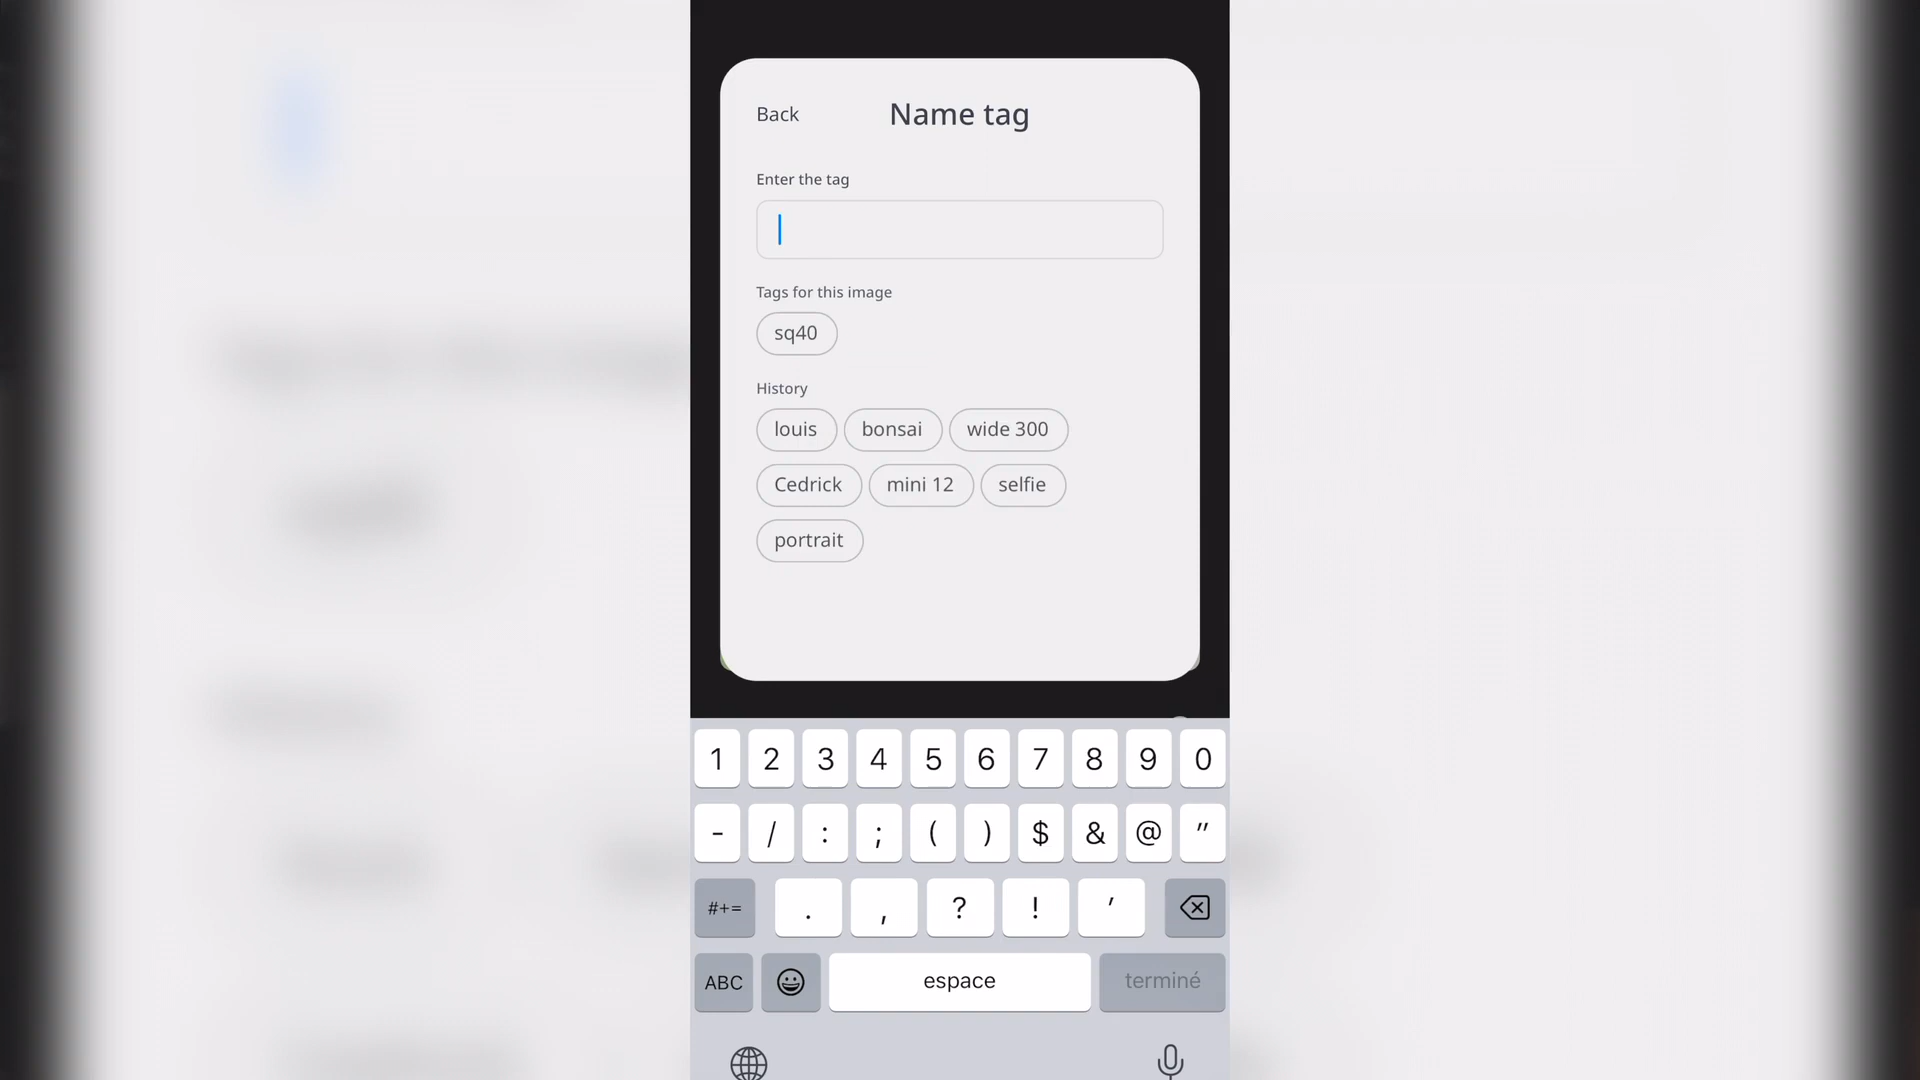 Back Name tag
Enter the tag
Tags for this image
sq40
History
louis bonsai wide 300
Cedrick mini 12 selfie
portrait
1 2 3 4 5 6 7 8 9 0
- / : ; ( ) $ & @ "
#+= . , ? ! '
ABC espace terminé